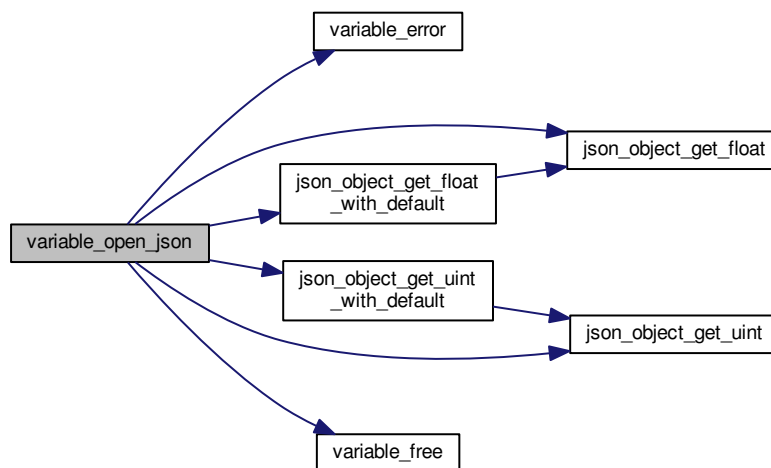 variable_error
json_object_get_float
json_object_get_float
_with_default
variable_open_json
json_object_get_uint
_with_default
json_object_get_uint
variable_free